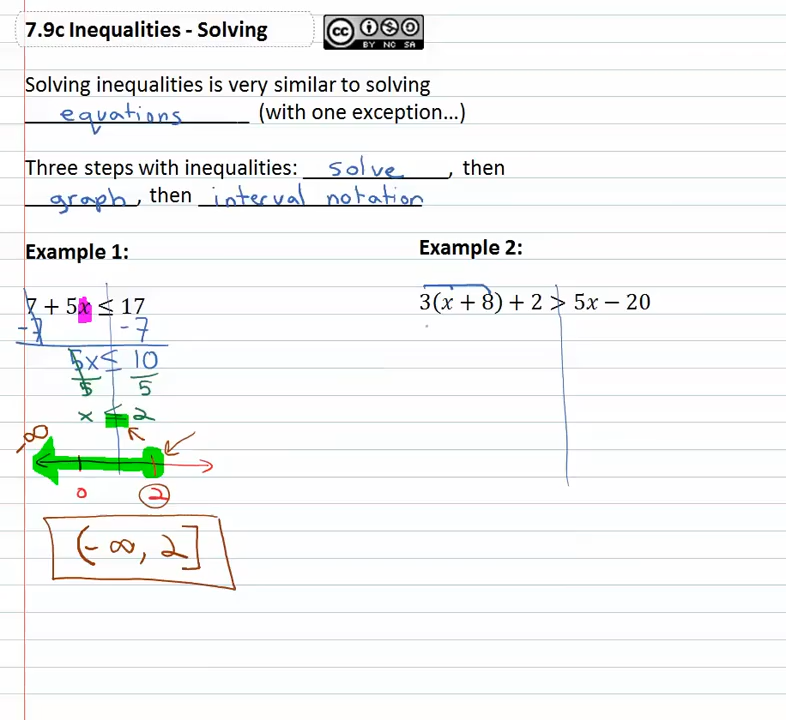 7.9c Inequalities - Solving
cc BY NC SA
Solving inequalities is very similar to solving
equations (with one exception...)
Three steps with inequalities: solve, then
graph, then interval notation
Example 1:
7 + 5x ≤ 17
-7 -7
5x ≤ 10
5 5
x ≤ 2
-∞
0 2
(-∞, 2]
Example 2:
3(x + 8) + 2 > 5x − 20